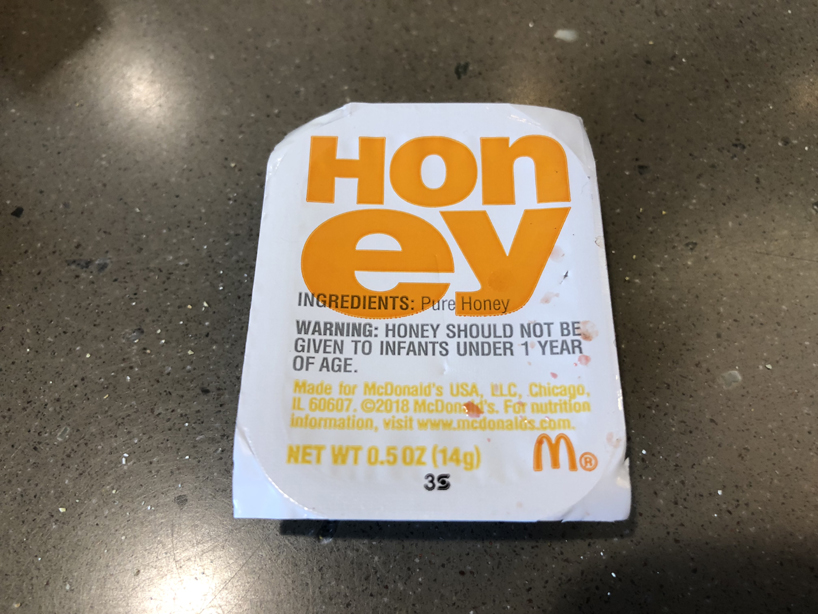 Hon
ey
INGREDIENTS: Pure Honey
WARNING: HONEY SHOULD NOT BE
GIVEN TO INFANTS UNDER 1 YEAR
OF AGE.
Made for McDonald's USA, LLC, Chicago,
IL 60607. ©2018 McDonald's. For nutrition
information, visit www.mcdonalds.com.
NET WT 0.5 OZ (14g)
M®
3S